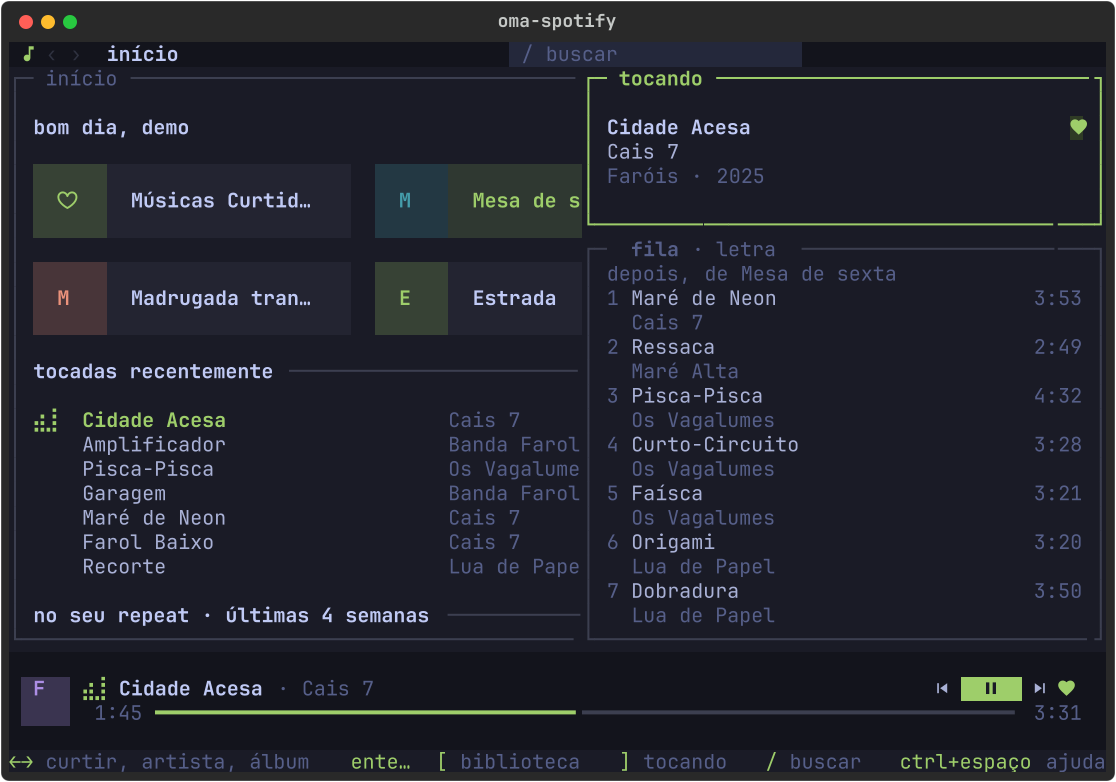 oma-spotify
início / buscar
início
bom dia, demo
Músicas Curtid…
M Mesa de s
M Madrugada tran…
E Estrada
tocadas recentemente
Cidade Acesa Cais 7
Amplificador Banda Farol
Pisca-Pisca Os Vagalume
Garagem Banda Farol
Maré de Neon Cais 7
Farol Baixo Cais 7
Recorte Lua de Pape
no seu repeat · últimas 4 semanas
tocando
Cidade Acesa
Cais 7
Faróis · 2025
fila · letra
depois, de Mesa de sexta
1 Maré de Neon 3:53
Cais 7
2 Ressaca 2:49
Maré Alta
3 Pisca-Pisca 4:32
Os Vagalumes
4 Curto-Circuito 3:28
Os Vagalumes
5 Faísca 3:21
Os Vagalumes
6 Origami 3:20
Lua de Papel
7 Dobradura 3:50
Lua de Papel
F Cidade Acesa · Cais 7
1:45 3:31
↔ curtir, artista, álbum ente… [ biblioteca ] tocando / buscar ctrl+espaço ajuda